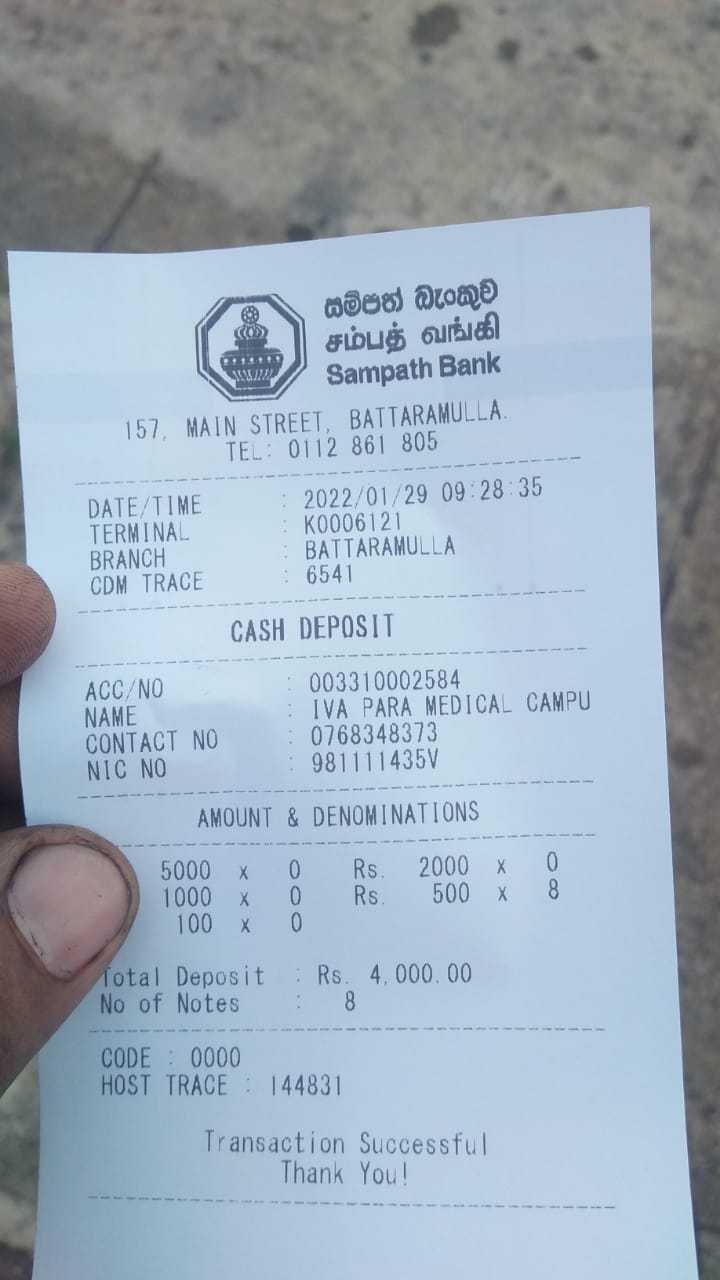 සම්පත් බැංකුව
சம்பத் வங்கி
Sampath Bank
157, MAIN STREET, BATTARAMULLA.
TEL: 0112 861 805
DATE/TIME : 2022/01/29 09:28:35
TERMINAL : K0006121
BRANCH : BATTARAMULLA
CDM TRACE : 6541
CASH DEPOSIT
ACC/NO : 003310002584
NAME : IVA PARA MEDICAL CAMPU
CONTACT NO : 0768348373
NIC NO : 981111435V
AMOUNT & DENOMINATIONS
5000 x 0 Rs. 2000 x 0
1000 x 0 Rs. 500 x 8
100 x 0
Total Deposit : Rs. 4,000.00
No of Notes : 8
CODE : 0000
HOST TRACE : 144831
Transaction Successful
Thank You!